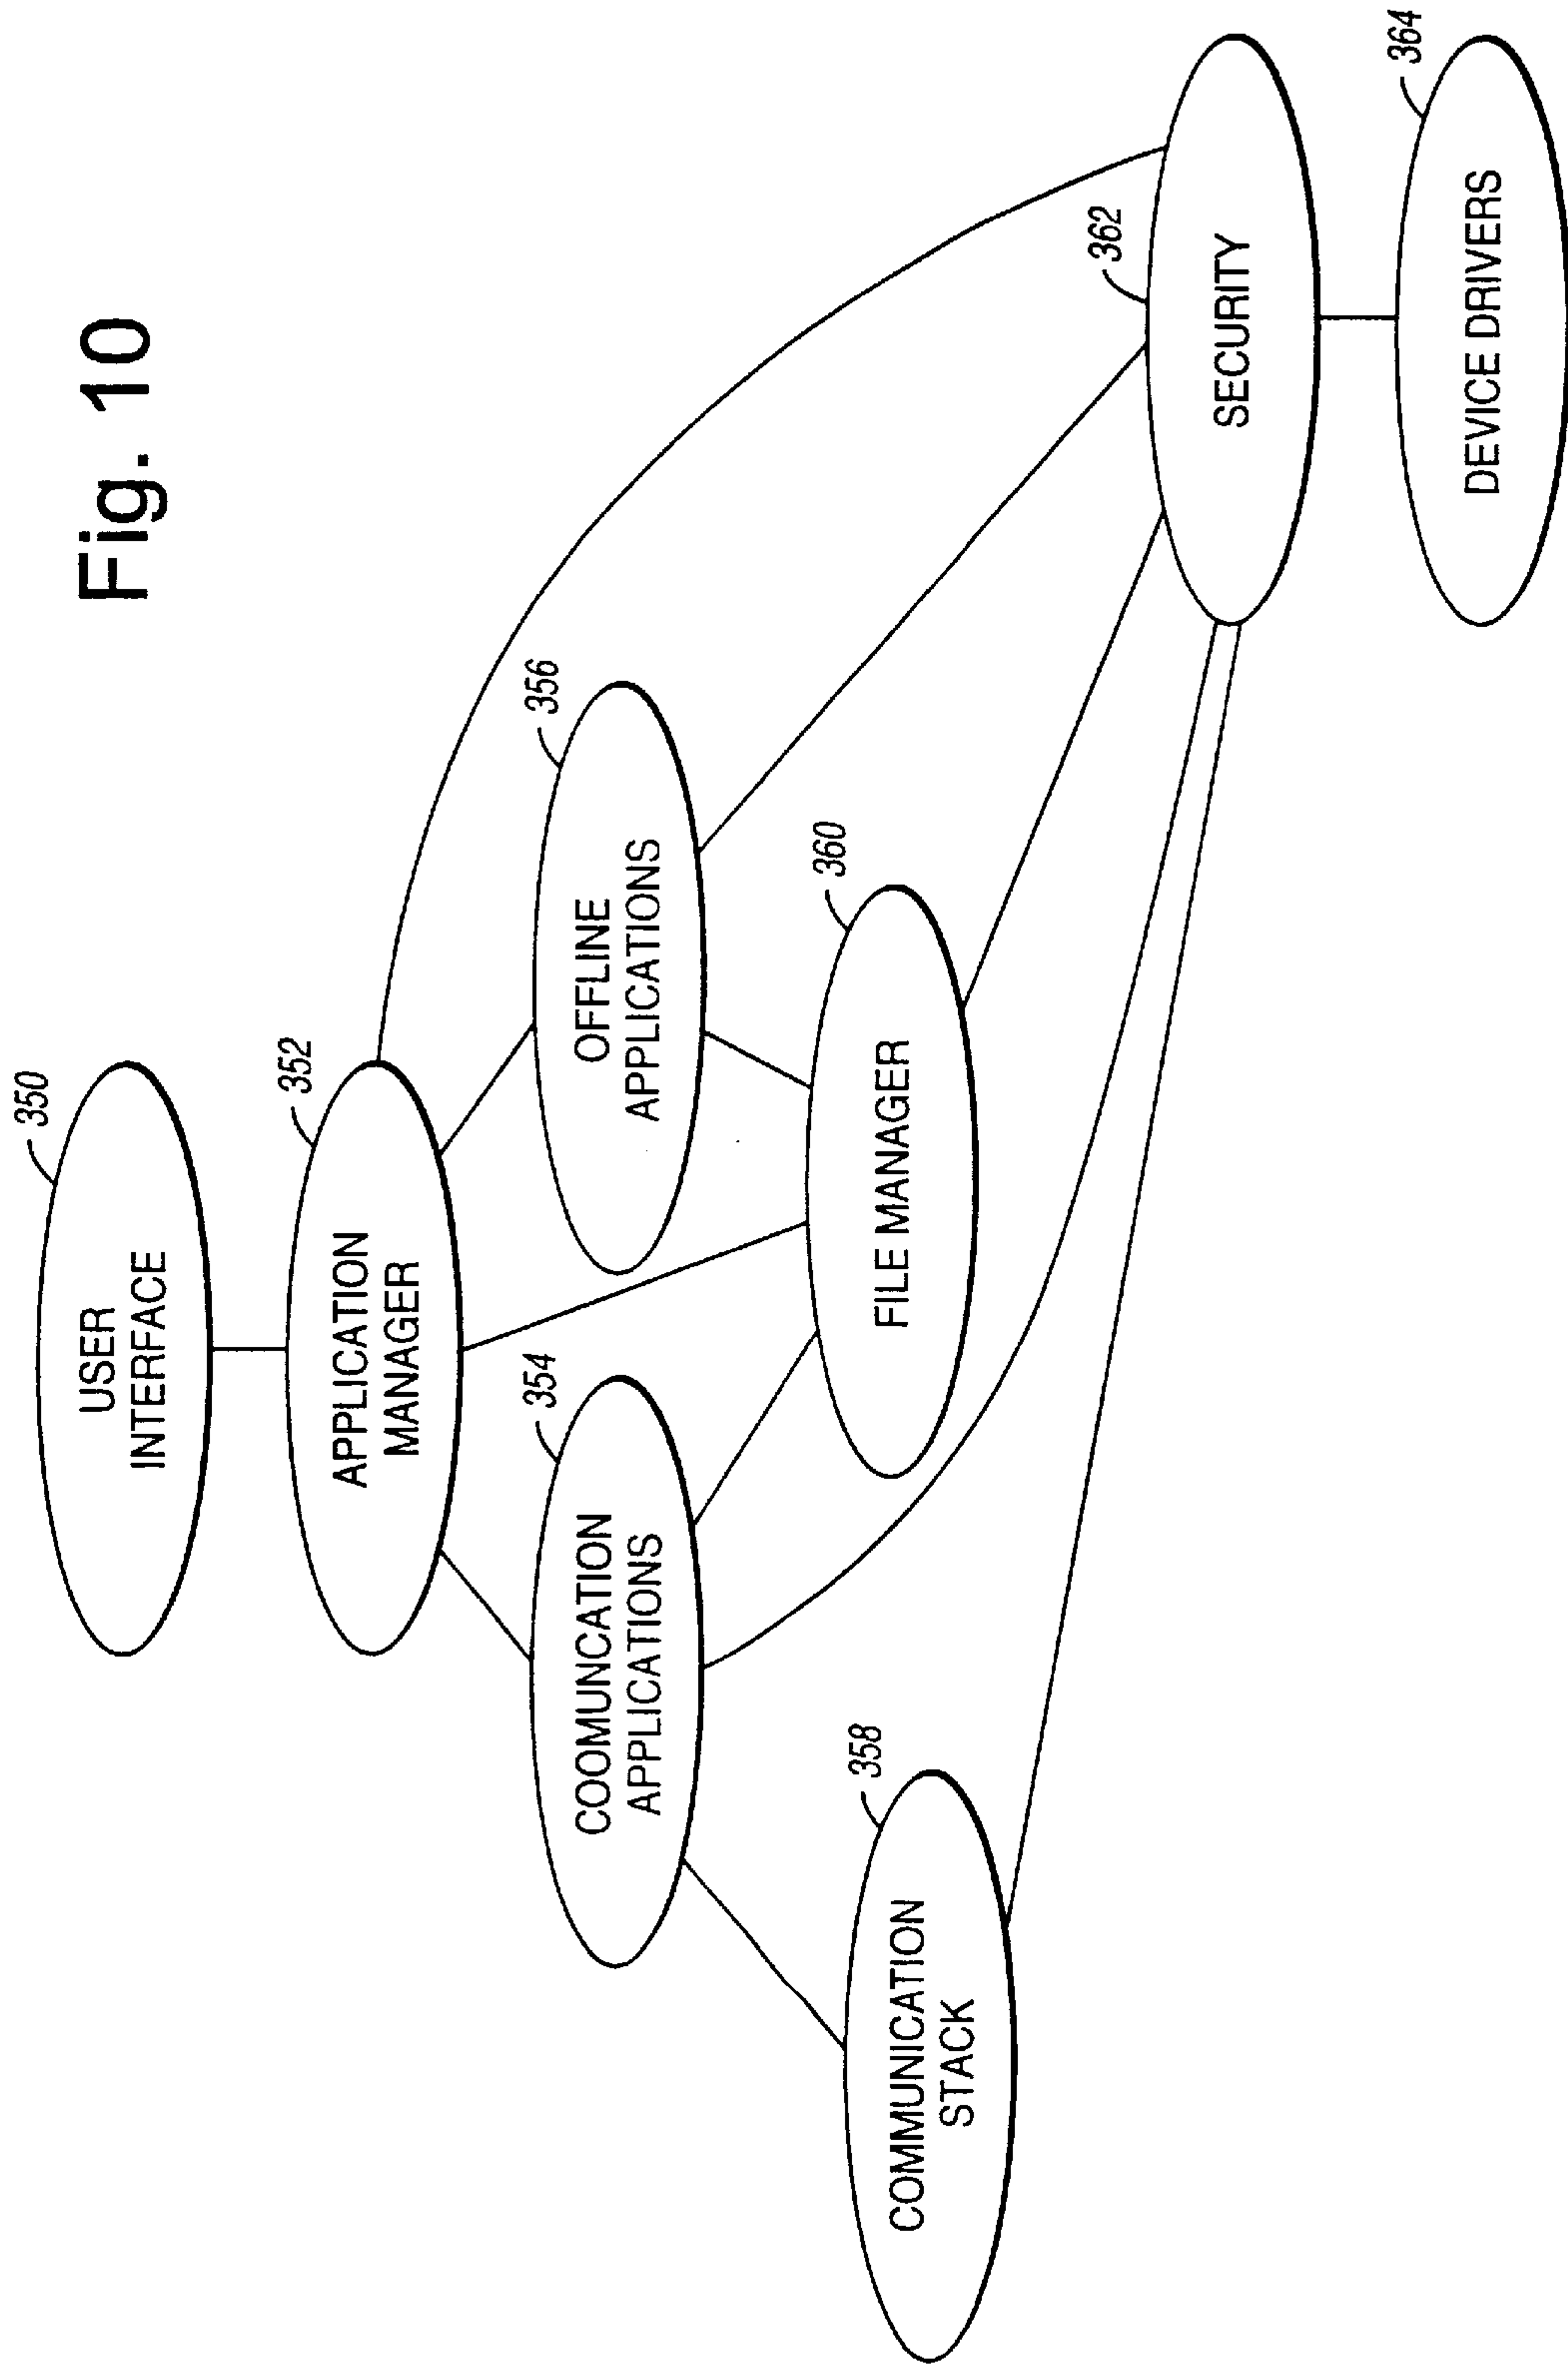 Fig. 10
350
USER
INTERFACE
352
APPLICATION
MANAGER
354
COOMUNCATION
APPLICATIONS
356
OFFLINE
APPLICATIONS
358
COMMUNICATION
STACK
360
FILE MANAGER
362
SECURITY
364
DEVICE DRIVERS